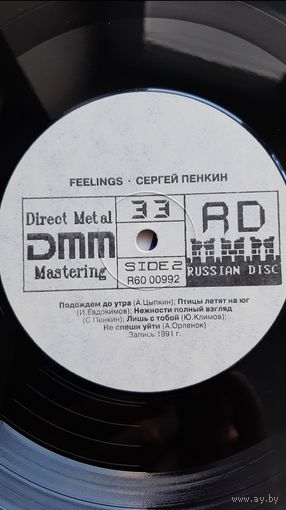 FEELINGS · СЕРГЕЙ ПЕНКИН
Direct Metal
DMM
Mastering
33
SIDE 2
R60 00992
RD
MMM
RUSSIAN DISC
Подождем до утра (А.Цыпкин); Птицы летят на юг
(И.Евдокимов); Нежности полный взгляд
(С.Пенкин); Лишь с тобой (Ю.Климов);
Не спеши уйти (А.Орленок)
Запись 1991 г.
av.by